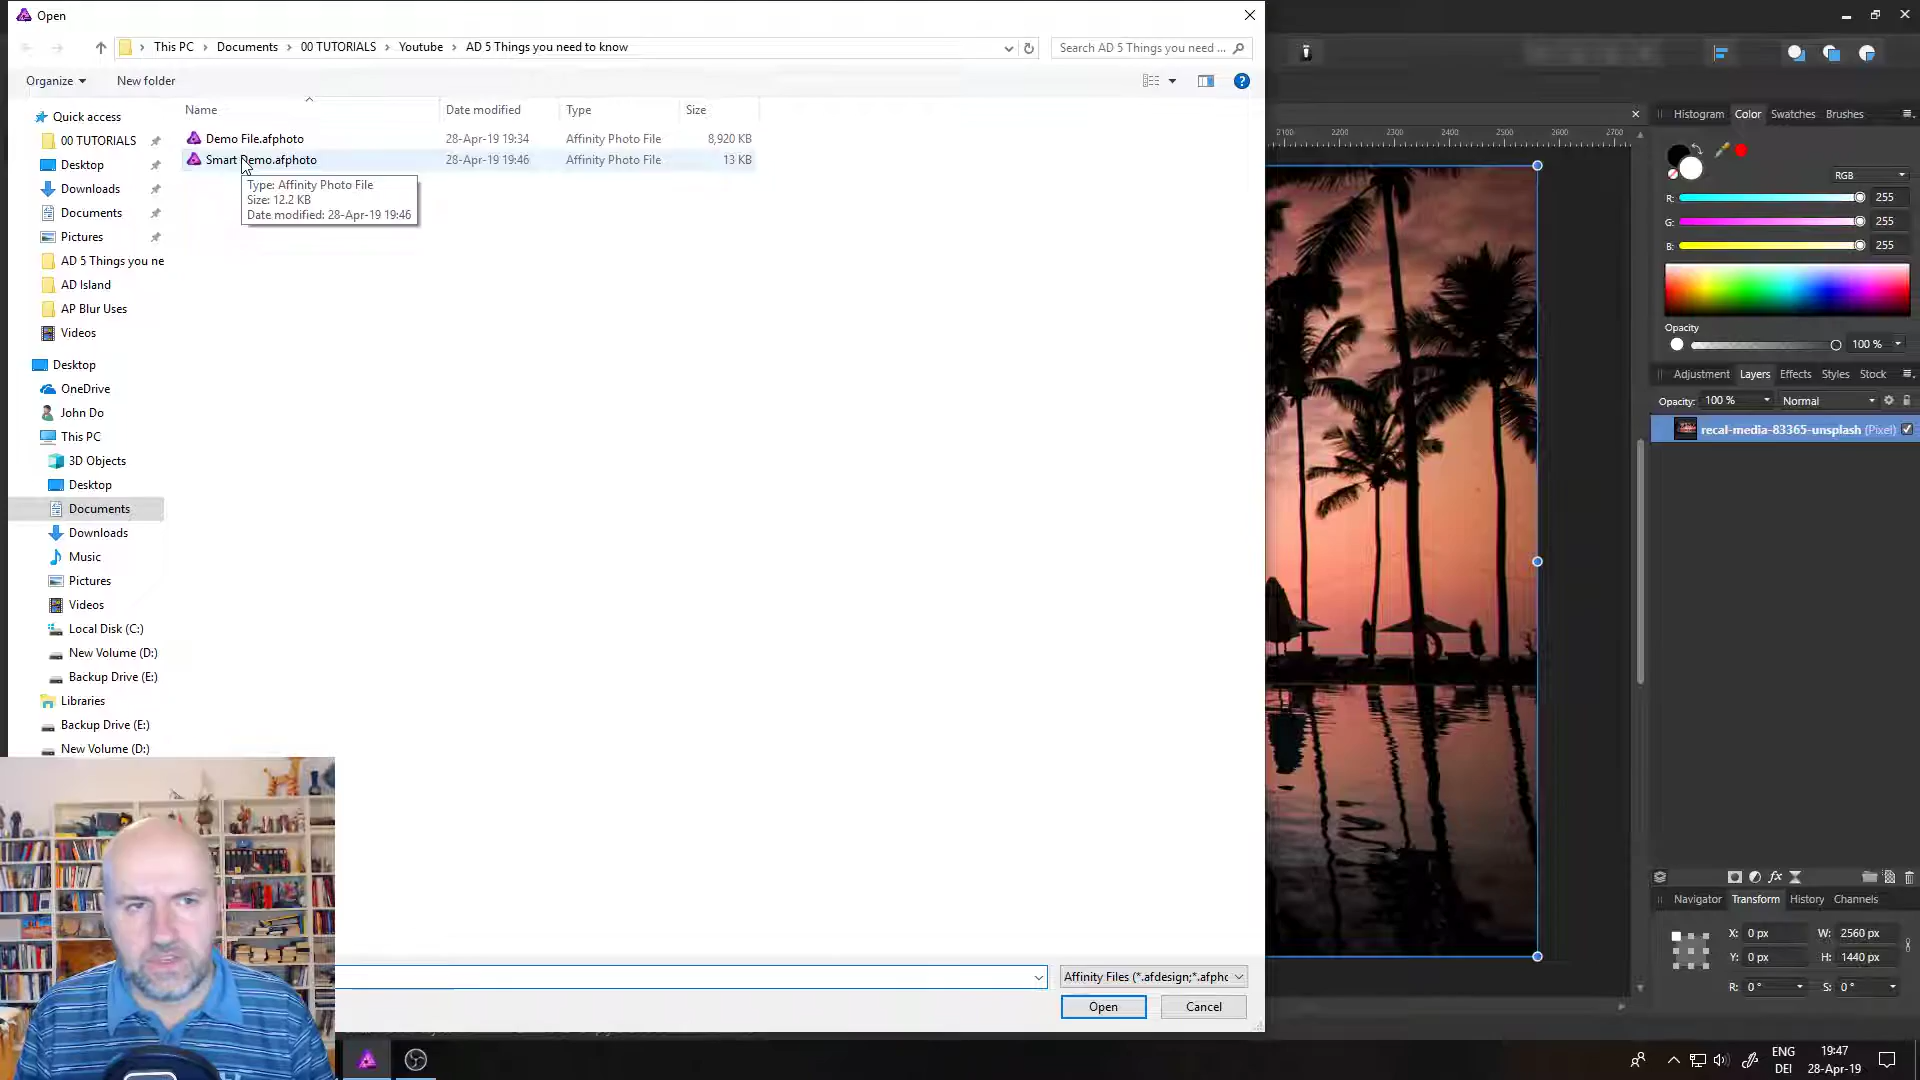 Open
This PC Documents 00 TUTORIALS Youtube AD 5 Things you need to know
Search AD 5 Things you need ...
Organize New folder
Name Date modified Type Size
Demo File.afphoto 28-Apr-19 19:34 Affinity Photo File 8,920 KB
Smart Demo.afphoto 28-Apr-19 19:46 Affinity Photo File 13 KB
Type: Affinity Photo File
Size: 12.2 KB
Date modified: 28-Apr-19 19:46
Quick access
00 TUTORIALS
Desktop
Downloads
Documents
Pictures
AD 5 Things you ne
AD Island
AP Blur Uses
Videos
Desktop
OneDrive
John Do
This PC
3D Objects
Desktop
Documents
Downloads
Music
Pictures
Videos
Local Disk (C:)
New Volume (D:)
Backup Drive (E:)
Libraries
Backup Drive (E:)
New Volume (D:)
Affinity Files (*.afdesign;*.afpho
Open Cancel
2100 2200 2300 2400 2500 2600 2700
Histogram Color Swatches Brushes
RGB
R: 255
G: 255
B: 255
Opacity
100 %
Adjustment Layers Effects Styles Stock
Opacity: 100 % Normal
recal-media-83365-unsplash (Pixel)
fx
Navigator Transform History Channels
X: 0 px W: 2560 px
Y: 0 px H: 1440 px
R: 0 ° S: 0 °
ENG 19:47
DEI 28-Apr-19